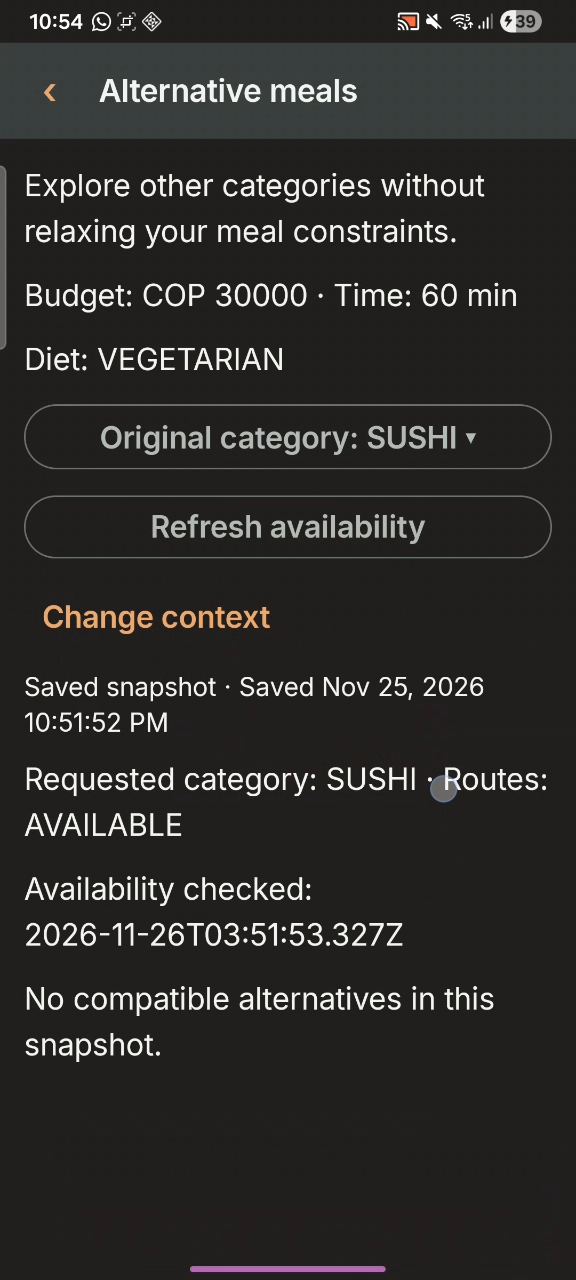 10:54
39
‹ Alternative meals
Explore other categories without
relaxing your meal constraints.
Budget: COP 30000 · Time: 60 min
Diet: VEGETARIAN
Original category: SUSHI ▾
Refresh availability
Change context
Saved snapshot · Saved Nov 25, 2026
10:51:52 PM
Requested category: SUSHI · Routes:
AVAILABLE
Availability checked:
2026-11-26T03:51:53.327Z
No compatible alternatives in this
snapshot.